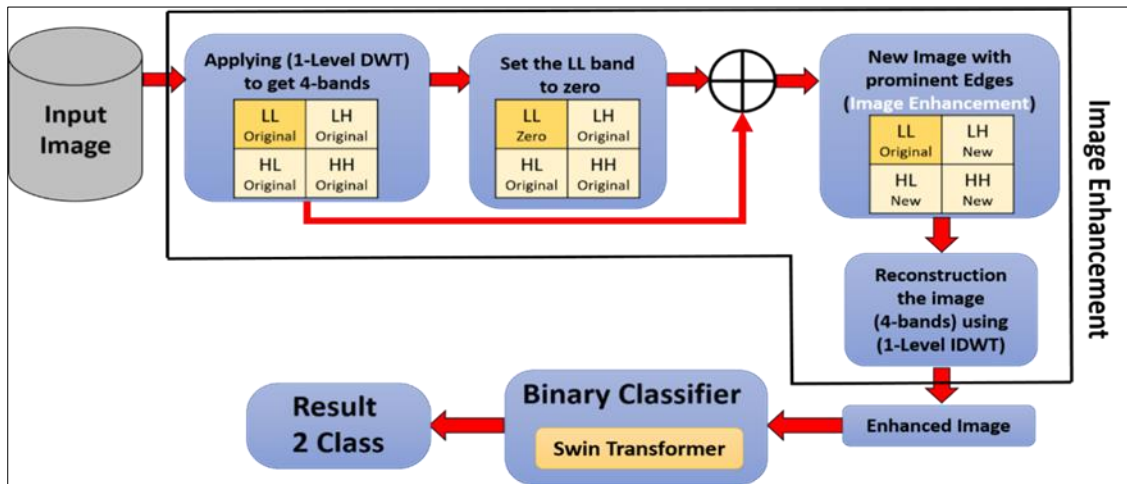 Input
Image
Applying (1-Level DWT)
to get 4-bands
LL
Original
LH
Original
HL
Original
HH
Original
Set the LL band
to zero
LL
Zero
LH
Original
HL
Original
HH
Original
New Image with
prominent Edges
(Image Enhancement)
LL
Original
LH
New
HL
New
HH
New
Image Enhancement
Reconstruction
the image
(4-bands) using
(1-Level IDWT)
Enhanced Image
Binary Classifier
Swin Transformer
Result
2 Class